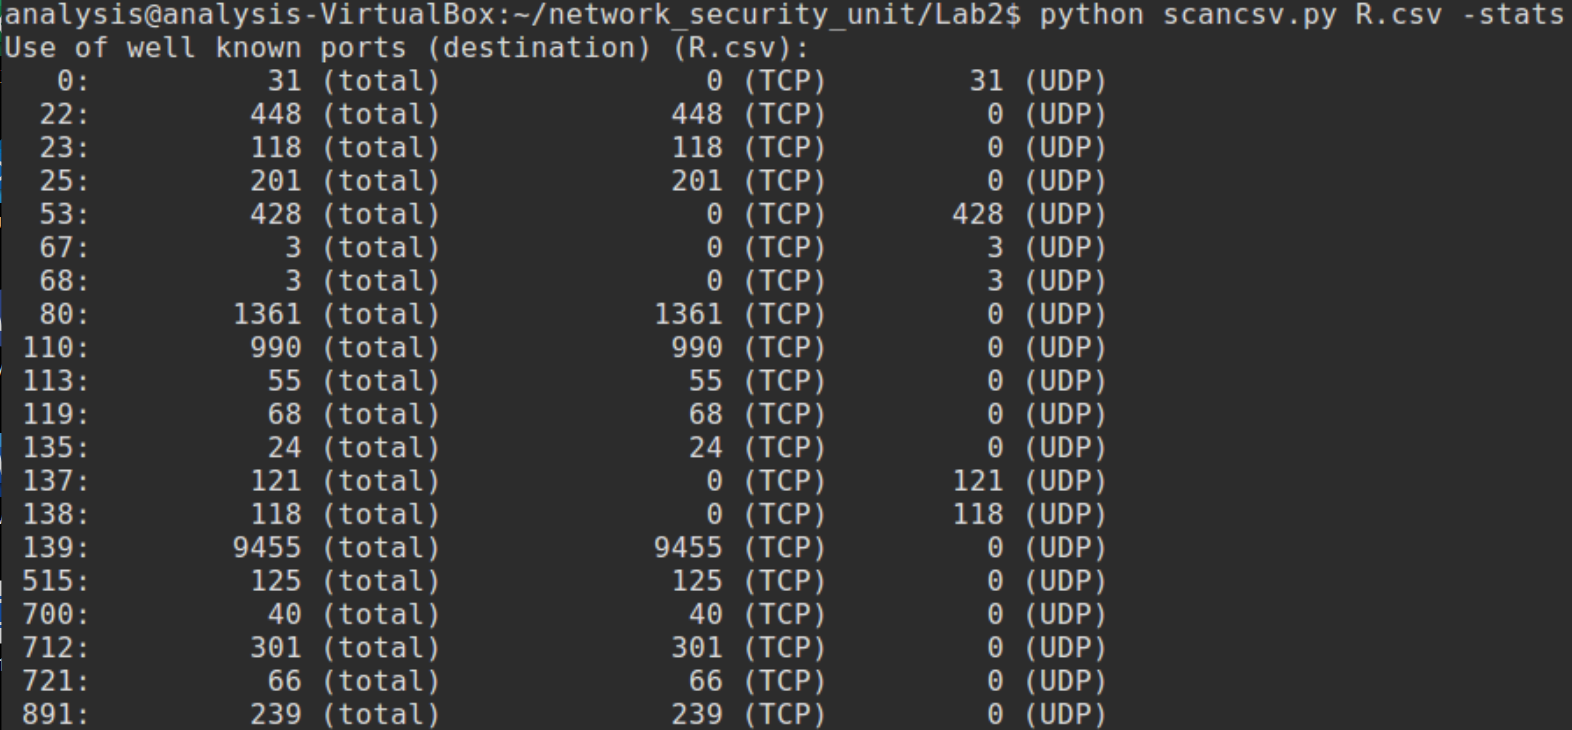 analysis@analysis-VirtualBox:~/network_security_unit/Lab2$ python scancsv.py R.csv -stats
Use of well known ports (destination) (R.csv):
0: 31 (total) 0 (TCP) 31 (UDP)
22: 448 (total) 448 (TCP) 0 (UDP)
23: 118 (total) 118 (TCP) 0 (UDP)
25: 201 (total) 201 (TCP) 0 (UDP)
53: 428 (total) 0 (TCP) 428 (UDP)
67: 3 (total) 0 (TCP) 3 (UDP)
68: 3 (total) 0 (TCP) 3 (UDP)
80: 1361 (total) 1361 (TCP) 0 (UDP)
110: 990 (total) 990 (TCP) 0 (UDP)
113: 55 (total) 55 (TCP) 0 (UDP)
119: 68 (total) 68 (TCP) 0 (UDP)
135: 24 (total) 24 (TCP) 0 (UDP)
137: 121 (total) 0 (TCP) 121 (UDP)
138: 118 (total) 0 (TCP) 118 (UDP)
139: 9455 (total) 9455 (TCP) 0 (UDP)
515: 125 (total) 125 (TCP) 0 (UDP)
700: 40 (total) 40 (TCP) 0 (UDP)
712: 301 (total) 301 (TCP) 0 (UDP)
721: 66 (total) 66 (TCP) 0 (UDP)
891: 239 (total) 239 (TCP) 0 (UDP)